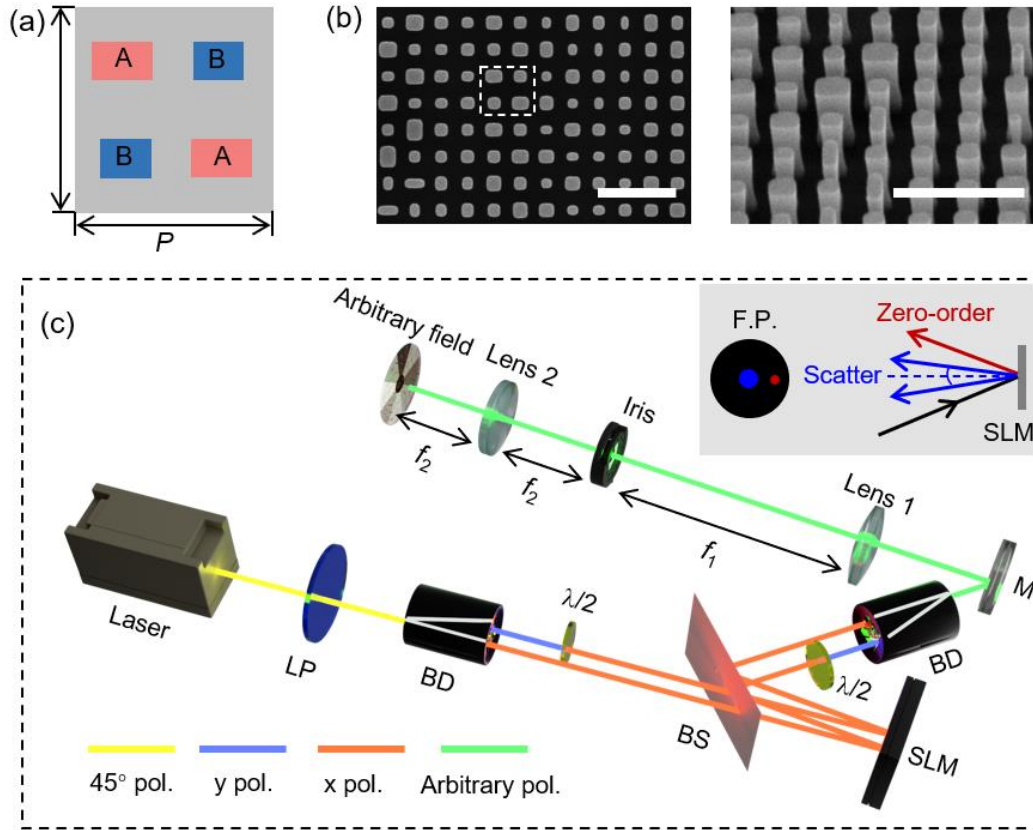 (a)
A
B
B
A
P
(b)
(c)
Arbitrary field
Lens 2
Iris
Lens 1
f2
f2
f1
F.P.
Zero-order
Scatter
SLM
M
Laser
LP
BD
λ/2
BS
λ/2
BD
SLM
45° pol.
y pol.
x pol.
Arbitrary pol.